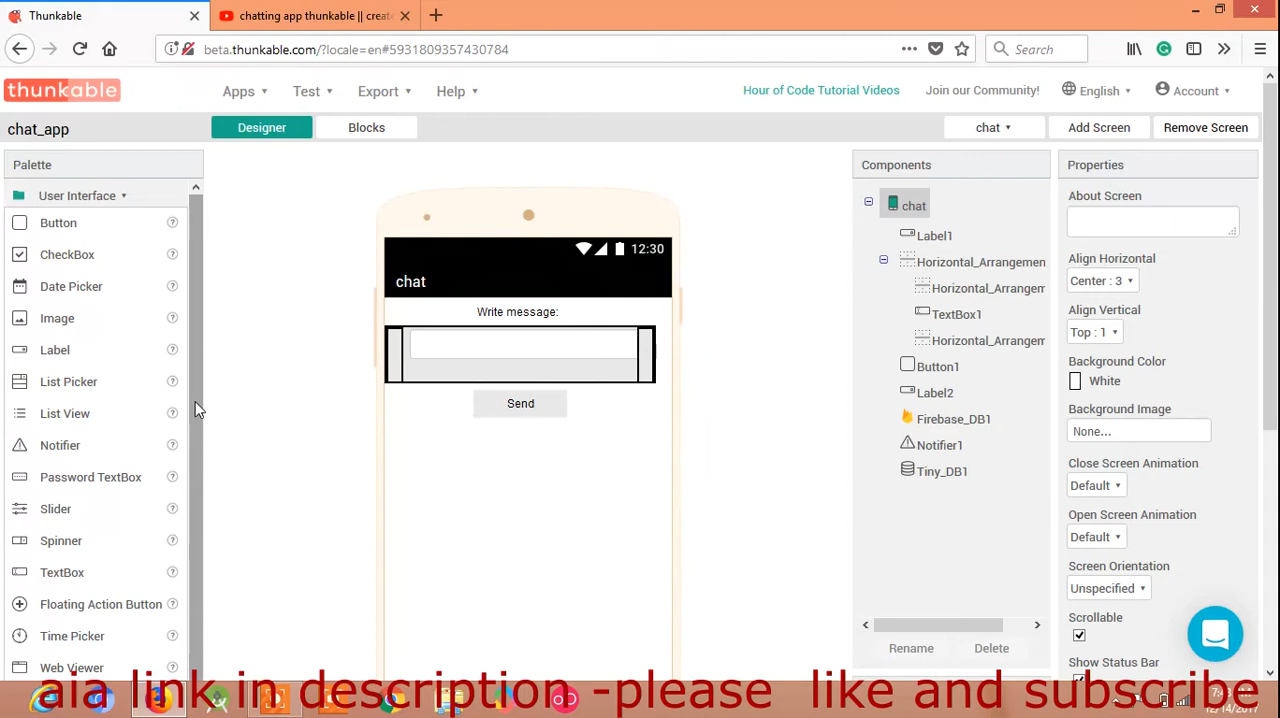 Thunkable
chatting app thunkable || create
beta.thunkable.com/?locale=en#5931809357430784
Search
thunkable
Apps
Test
Export
Help
Hour of Code Tutorial Videos
Join our Community!
English
Account
chat_app
Designer
Blocks
chat
Add Screen
Remove Screen
Palette
User Interface
Button
CheckBox
Date Picker
Image
Label
List Picker
List View
Notifier
Password TextBox
Slider
Spinner
TextBox
Floating Action Button
Time Picker
Web Viewer
12:30
chat
Write message:
Send
Components
chat
Label1
Horizontal_Arrangemen
Horizontal_Arrangem
TextBox1
Horizontal_Arrangem
Button1
Label2
Firebase_DB1
Notifier1
Tiny_DB1
Rename
Delete
Properties
About Screen
Align Horizontal
Center : 3
Align Vertical
Top : 1
Background Color
White
Background Image
None...
Close Screen Animation
Default
Open Screen Animation
Default
Screen Orientation
Unspecified
Scrollable
Show Status Bar
aia link in description -please like and subscribe
12/14/2017